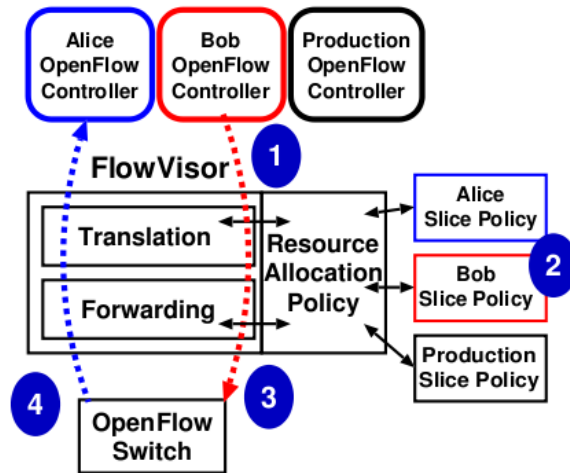 Alice
OpenFlow
Controller
Bob
OpenFlow
Controller
Production
OpenFlow
Controller
1
FlowVisor
Translation
Forwarding
Resource
Allocation
Policy
Alice
Slice Policy
2
Bob
Slice Policy
Production
Slice Policy
4
3
OpenFlow
Switch